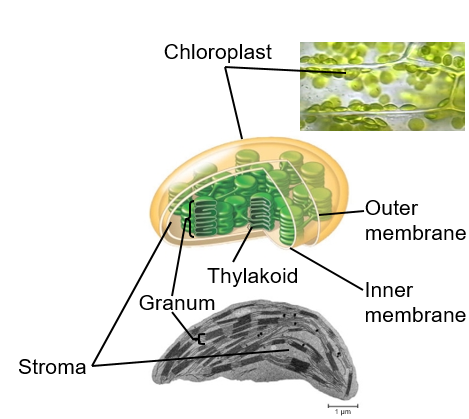 Chloroplast
Outer
membrane
Thylakoid
Inner
membrane
Granum
Stroma
1 µm